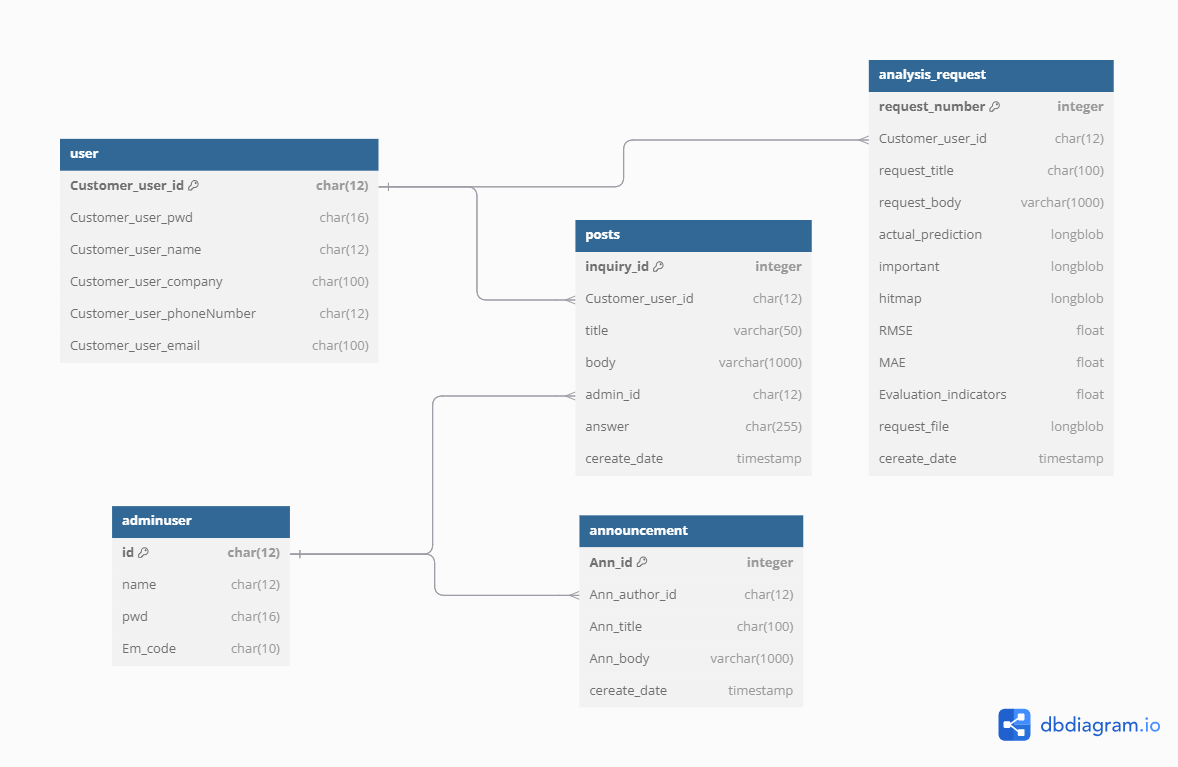 user
Customer_user_id char(12)
Customer_user_pwd char(16)
Customer_user_name char(12)
Customer_user_company char(100)
Customer_user_phoneNumber char(12)
Customer_user_email char(100)
analysis_request
request_number integer
Customer_user_id char(12)
request_title char(100)
request_body varchar(1000)
actual_prediction longblob
important longblob
hitmap longblob
RMSE float
MAE float
Evaluation_indicators float
request_file longblob
cereate_date timestamp
posts
inquiry_id integer
Customer_user_id char(12)
title varchar(50)
body varchar(1000)
admin_id char(12)
answer char(255)
cereate_date timestamp
adminuser
id char(12)
name char(12)
pwd char(16)
Em_code char(10)
announcement
Ann_id integer
Ann_author_id char(12)
Ann_title char(100)
Ann_body varchar(1000)
cereate_date timestamp
dbdiagram.io